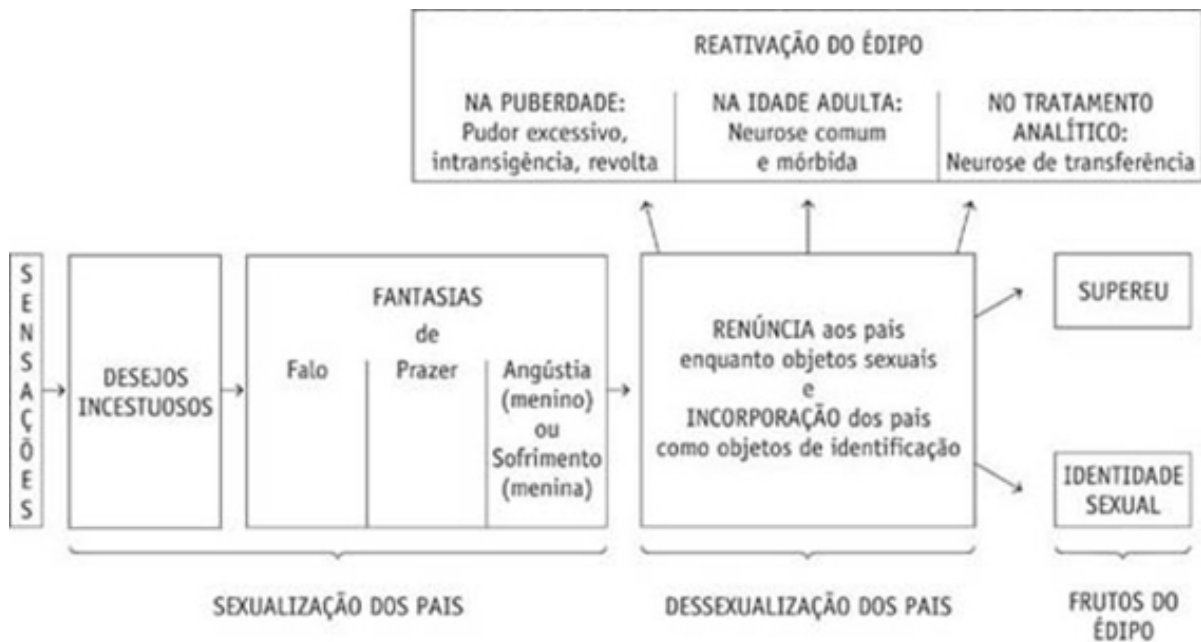 REATIVAÇÃO DO ÉDIPO
NA PUBERDADE:
Pudor excessivo,
intransigência, revolta
NA IDADE ADULTA:
Neurose comum
e mórbida
NO TRATAMENTO
ANALÍTICO:
Neurose de transferência
SENSAÇÕES
DESEJOS
INCESTUOSOS
FANTASIAS
de
Falo
Prazer
Angústia
(menino)
ou
Sofrimento
(menina)
RENÚNCIA aos pais
enquanto objetos sexuais
e
INCORPORAÇÃO dos pais
como objetos de identificação
SUPEREU
IDENTIDADE
SEXUAL
SEXUALIZAÇÃO DOS PAIS
DESSEXUALIZAÇÃO DOS PAIS
FRUTOS DO
ÉDIPO